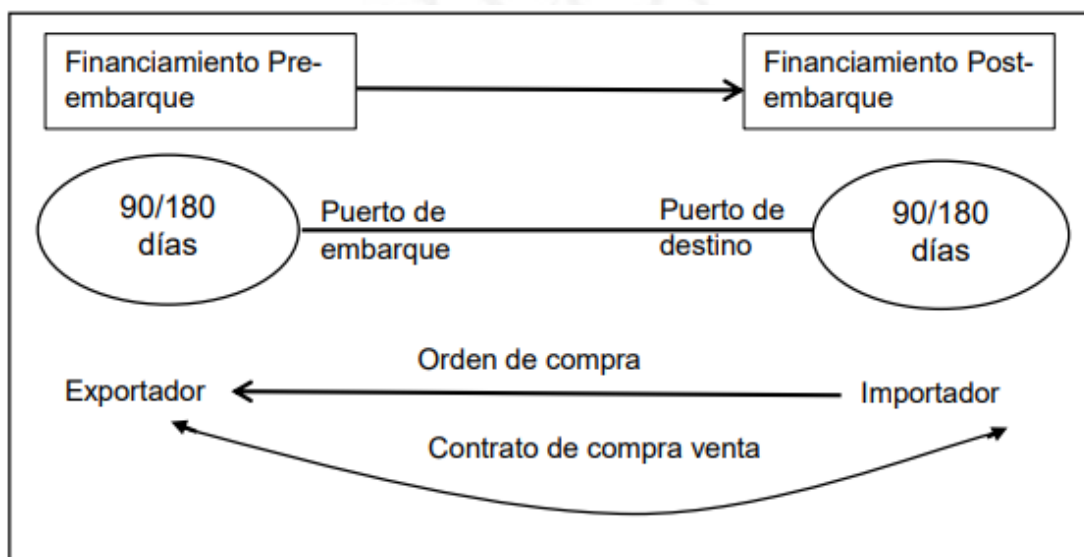 Financiamiento Pre-
embarque
Financiamiento Post-
embarque
90/180
días
Puerto de
embarque
Puerto de
destino
90/180
días
Orden de compra
Exportador
Importador
Contrato de compra venta